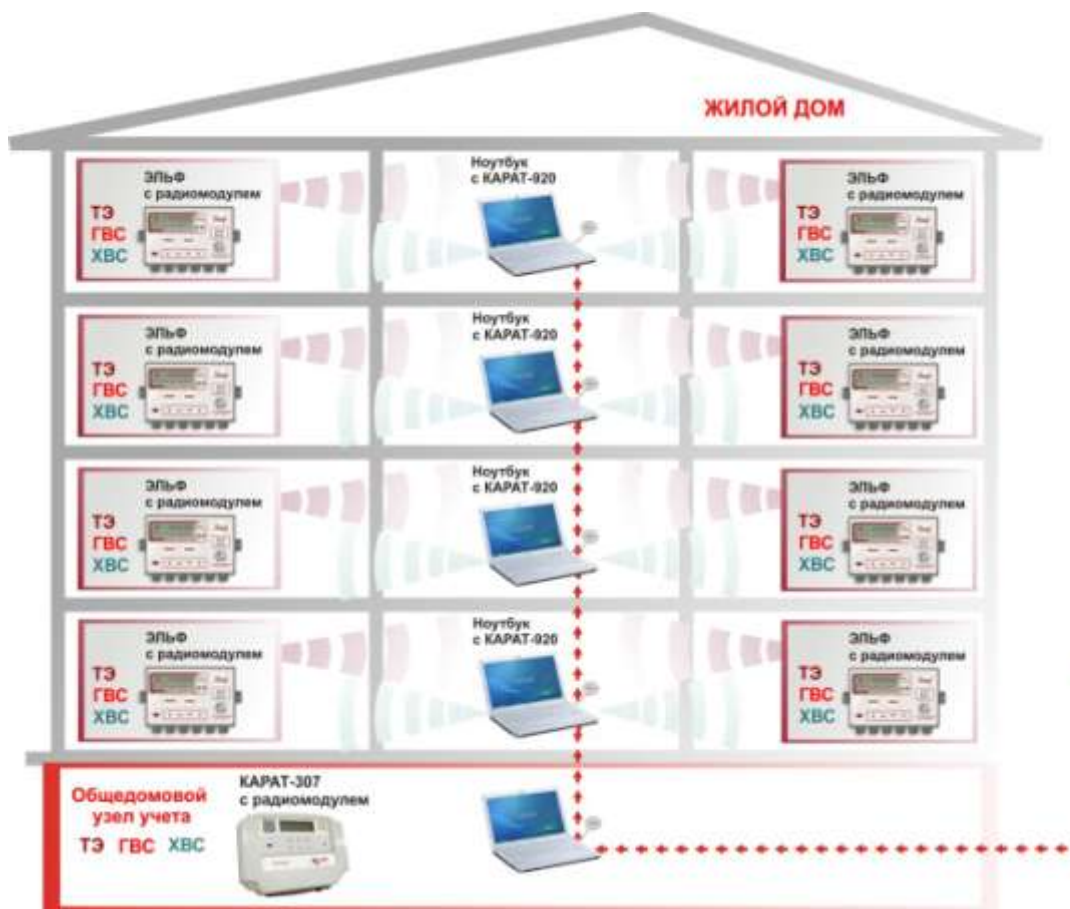 ЖИЛОЙ ДОМ
ЭЛЬФ
с радиомодулем
ТЭ
ГВС
ХВС
Ноутбук
с КАРАТ-920
ЭЛЬФ
с радиомодулем
ТЭ
ГВС
ХВС
ЭЛЬФ
с радиомодулем
ТЭ
ГВС
ХВС
Ноутбук
с КАРАТ-920
ЭЛЬФ
с радиомодулем
ТЭ
ГВС
ХВС
ЭЛЬФ
с радиомодулем
ТЭ
ГВС
ХВС
Ноутбук
с КАРАТ-920
ЭЛЬФ
с радиомодулем
ТЭ
ГВС
ХВС
ЭЛЬФ
с радиомодулем
ТЭ
ГВС
ХВС
Ноутбук
с КАРАТ-920
ЭЛЬФ
с радиомодулем
ТЭ
ГВС
ХВС
Общедомовой
узел учета
ТЭ ГВС ХВС
КАРАТ-307
с радиомодулем